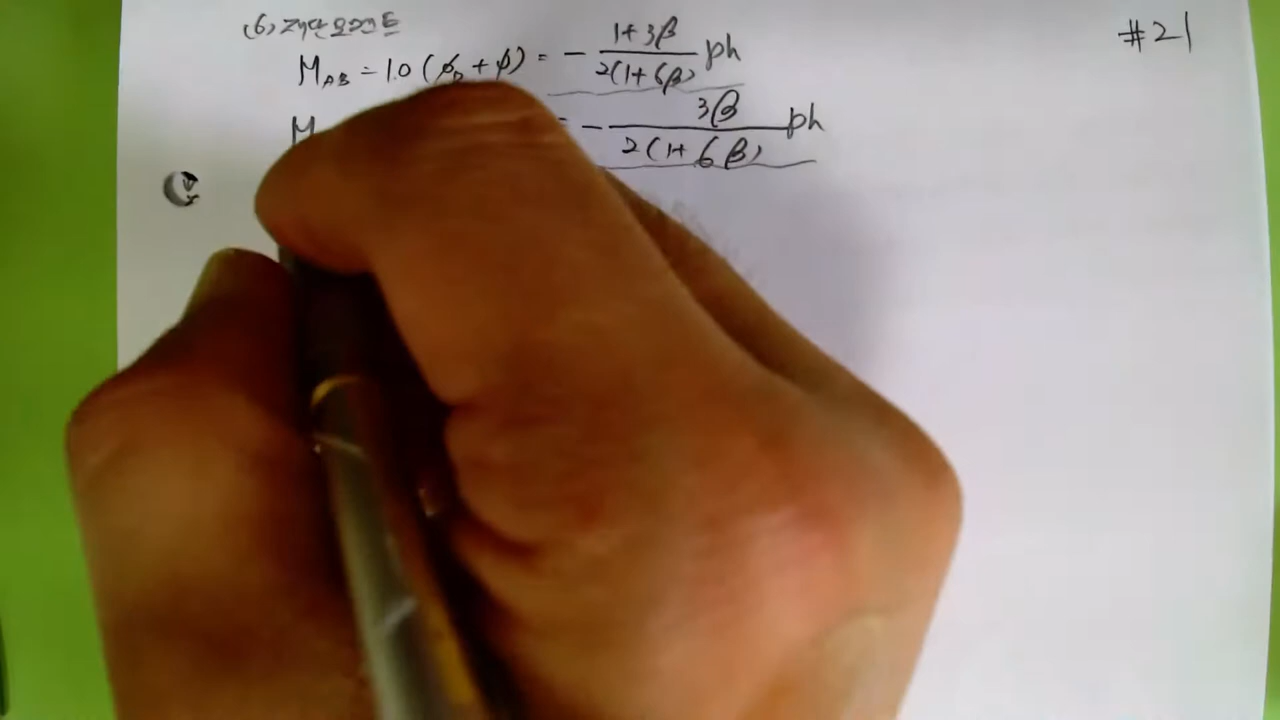 (6) 재단모멘트
#21
M_AB = 1.0 (φ_B + ψ) = - (1+3β)/(2(1+6β)) ph
M = - 3β/(2(1+6β)) ph